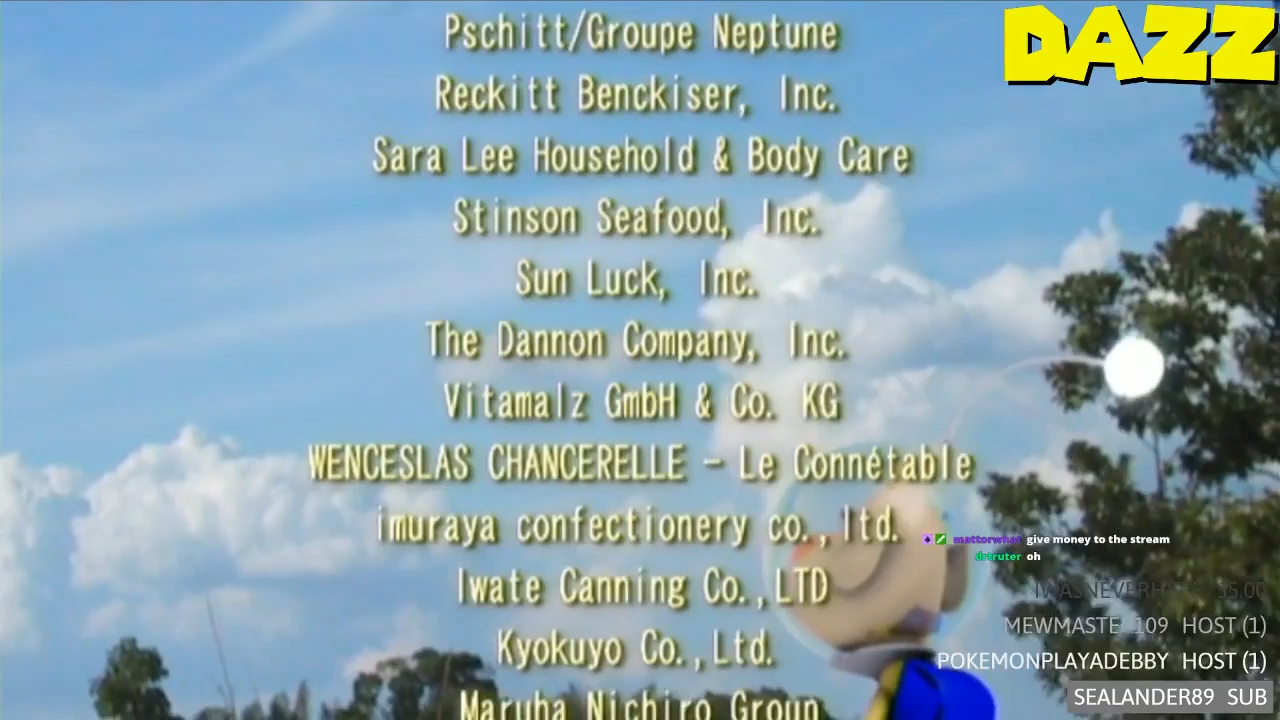 Pschitt/Groupe Neptune
DAZZ
Reckitt Benckiser, Inc.
Sara Lee Household & Body Care
Stinson Seafood, Inc.
Sun Luck, Inc.
The Dannon Company, Inc.
Vitamalz GmbH & Co. KG
WENCESLAS CHANCERELLE - Le Connétable
imuraya confectionery co.,ltd.
mattorwhat give money to the stream
drtruter oh
Iwate Canning Co.,LTD
MEWMASTE_109 HOST (1)
Kyokuyo Co.,Ltd.
POKEMONPLAYADEBBY HOST (1)
SEALANDER89 SUB
Maruha Nichiro Group